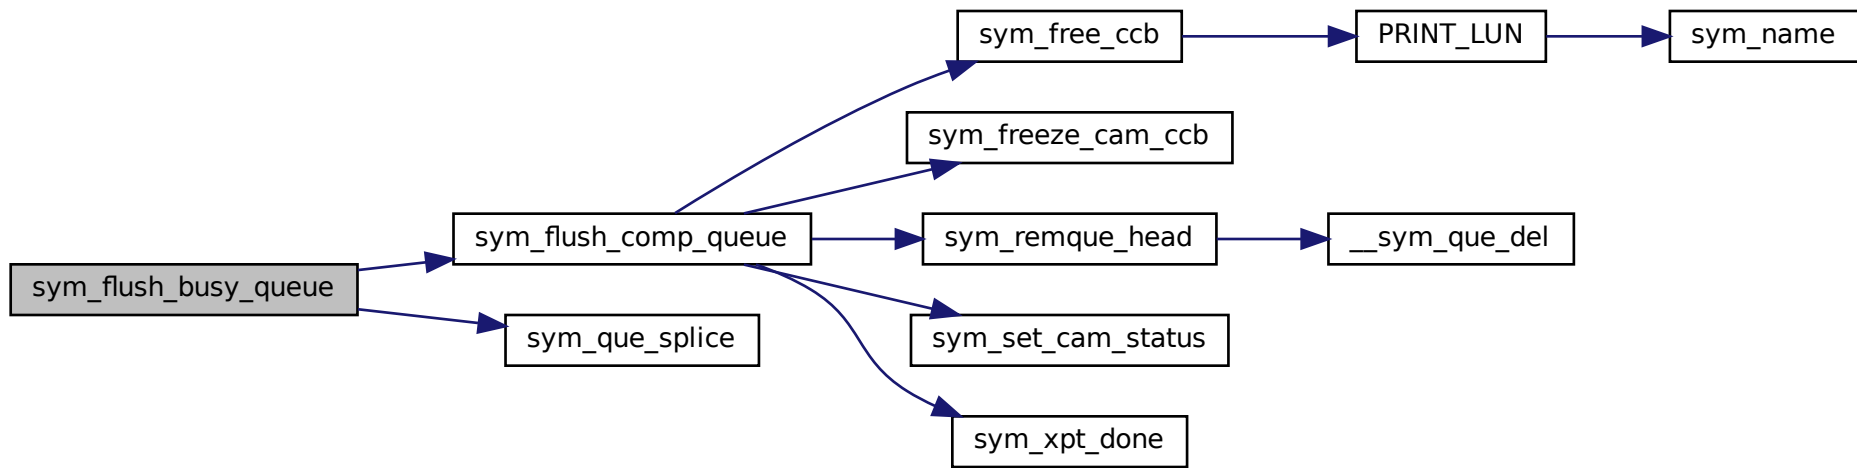 sym_free_ccb
PRINT_LUN
sym_name
sym_freeze_cam_ccb
sym_flush_comp_queue
sym_remque_head
__sym_que_del
sym_flush_busy_queue
sym_que_splice
sym_set_cam_status
sym_xpt_done